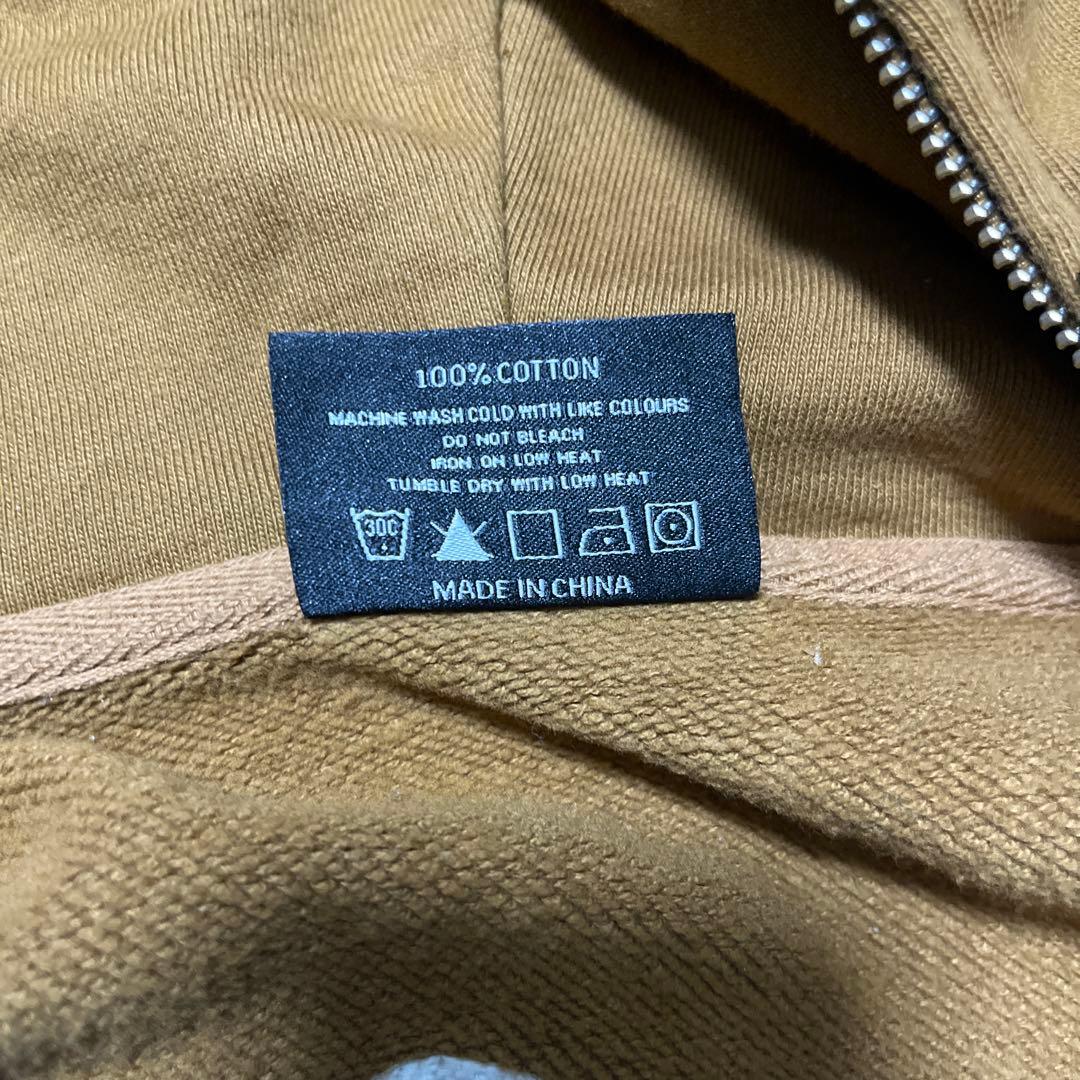 100% COTTON
MACHINE WASH COLD WITH LIKE COLOURS
DO NOT BLEACH
IRON ON LOW HEAT
TUMBLE DRY WITH LOW HEAT
30C
MADE IN CHINA